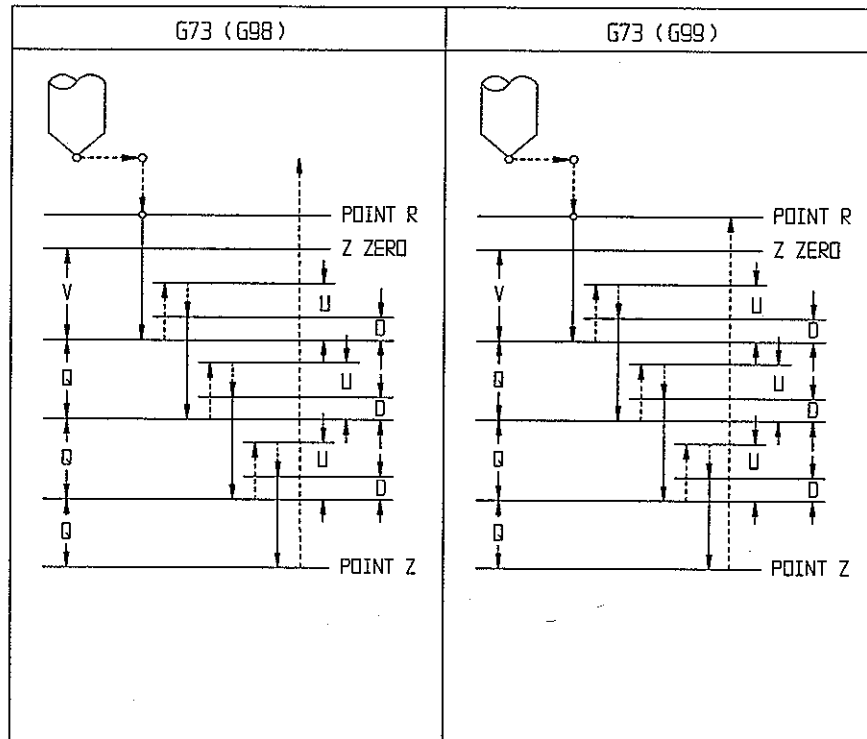 G73 (G98)
G73 (G99)
POINT R
Z ZERO
V
U
D
Q
U
D
Q
U
D
Q
POINT Z
POINT R
Z ZERO
V
U
D
Q
U
D
Q
U
D
Q
POINT Z